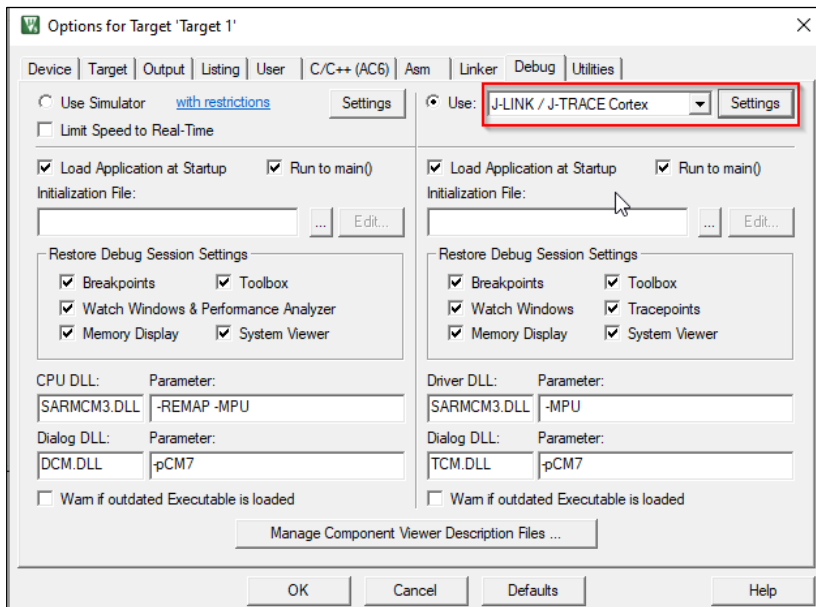 Options for Target 'Target 1'
Device Target Output Listing User C/C++ (AC6) Asm Linker Debug Utilities
Use Simulator with restrictions Settings
Limit Speed to Real-Time
Use: J-LINK / J-TRACE Cortex Settings
Load Application at Startup Run to main()
Initialization File:
... Edit...
Restore Debug Session Settings
Breakpoints Toolbox
Watch Windows & Performance Analyzer
Memory Display System Viewer
Load Application at Startup Run to main()
Initialization File:
... Edit...
Restore Debug Session Settings
Breakpoints Toolbox
Watch Windows Tracepoints
Memory Display System Viewer
CPU DLL: Parameter:
SARMCM3.DLL -REMAP -MPU
Dialog DLL: Parameter:
DCM.DLL -pCM7
Warn if outdated Executable is loaded
Driver DLL: Parameter:
SARMCM3.DLL -MPU
Dialog DLL: Parameter:
TCM.DLL -pCM7
Warn if outdated Executable is loaded
Manage Component Viewer Description Files ...
OK Cancel Defaults Help